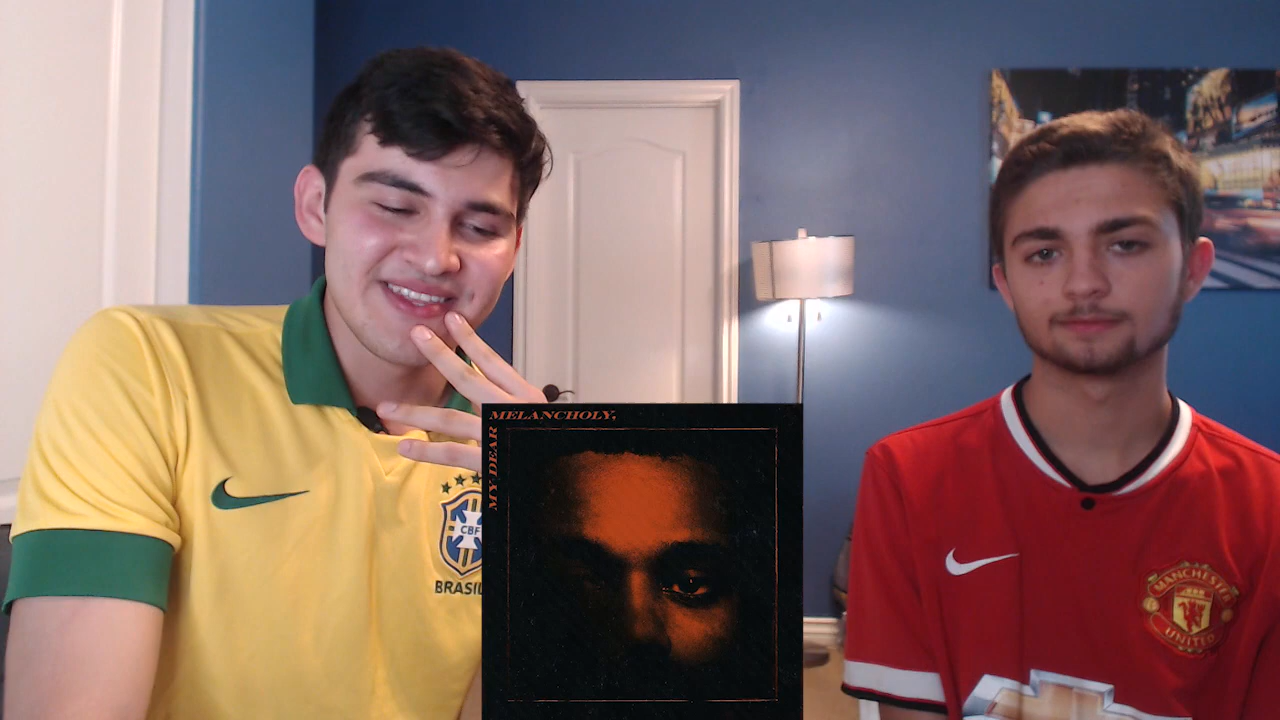 MELANCHOLY,
MY DEAR
CBF
BRASIL
MANCHESTER
UNITED